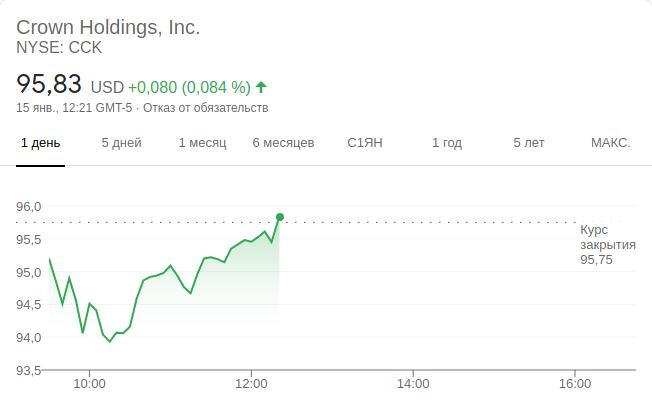 Crown Holdings, Inc.
NYSE: CCK
95,83 USD +0,080 (0,084 %)
15 янв., 12:21 GMT-5 · Отказ от обязательств
1 день 5 дней 1 месяц 6 месяцев С1ЯН 1 год 5 лет МАКС.
96,0
95,5
95,0
94,5
94,0
93,5
Курс
закрытия
95,75
10:00 12:00 14:00 16:00